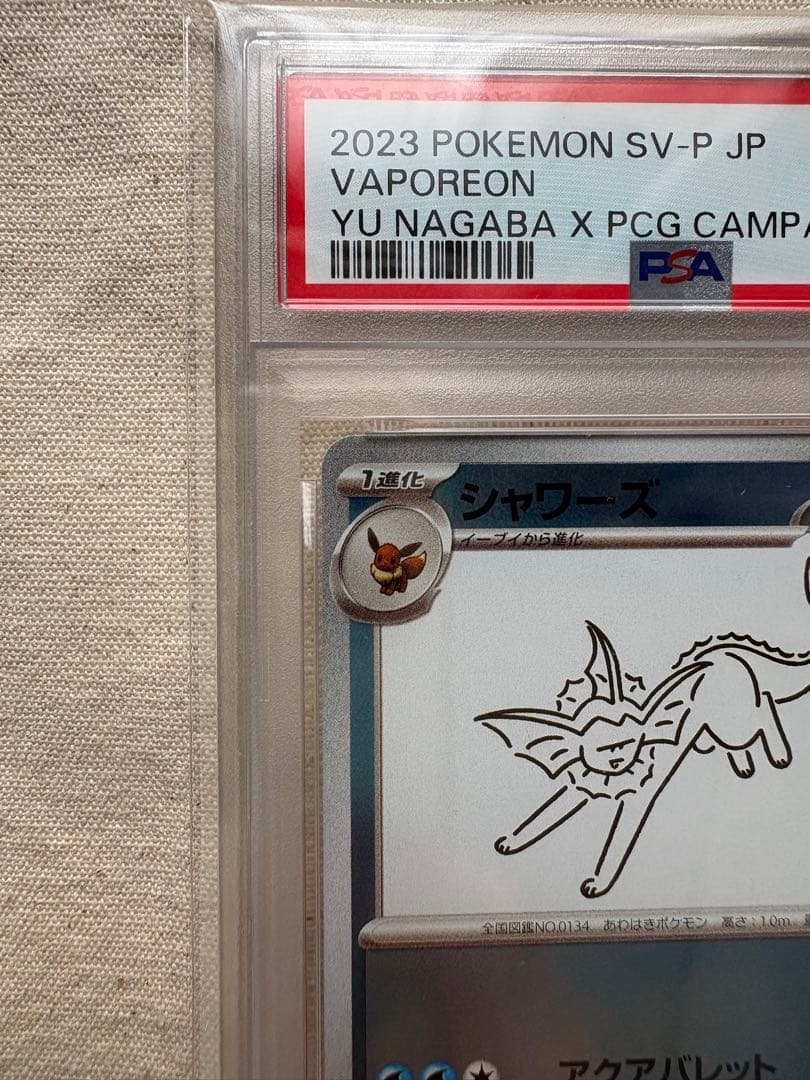 2023 POKEMON SV-P JP
VAPOREON
YU NAGABA X PCG CAMPA
PSA
1進化
シャワーズ
イーブイから進化
全国図鑑NO.0134 あわはきポケモン 高さ:1.0m
アクアバレット